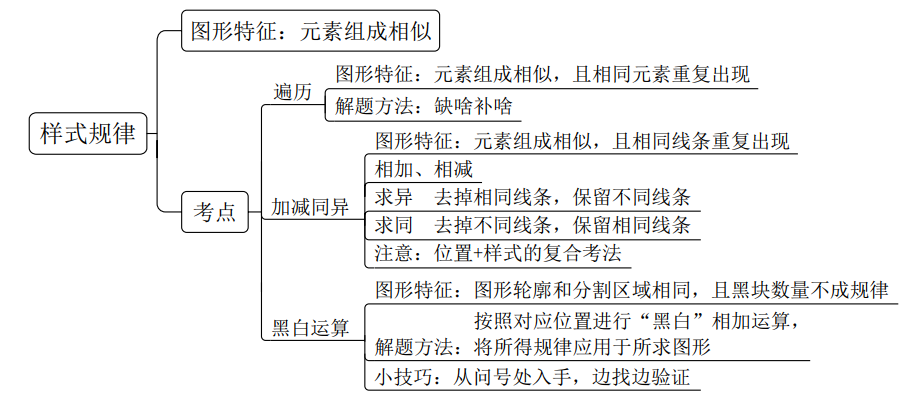 样式规律
图形特征：元素组成相似
考点
遍历
图形特征：元素组成相似，且相同元素重复出现
解题方法：缺啥补啥
加减同异
图形特征：元素组成相似，且相同线条重复出现
相加、相减
求异 去掉相同线条，保留不同线条
求同 去掉不同线条，保留相同线条
注意：位置+样式的复合考法
黑白运算
图形特征：图形轮廓和分割区域相同，且黑块数量不成规律
按照对应位置进行“黑白”相加运算，
解题方法：将所得规律应用于所求图形
小技巧：从问号处入手，边找边验证